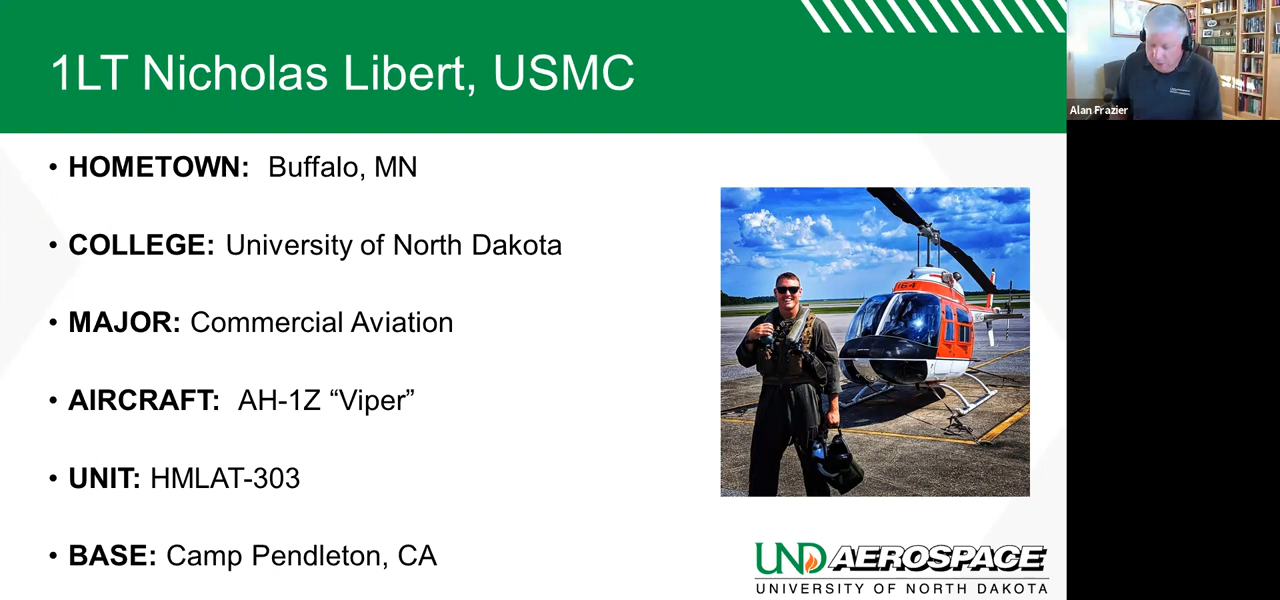 1LT Nicholas Libert, USMC
Alan Frazier
• HOMETOWN: Buffalo, MN
• COLLEGE: University of North Dakota
• MAJOR: Commercial Aviation
• AIRCRAFT: AH-1Z “Viper”
• UNIT: HMLAT-303
• BASE: Camp Pendleton, CA
164
UND AEROSPACE
UNIVERSITY OF NORTH DAKOTA